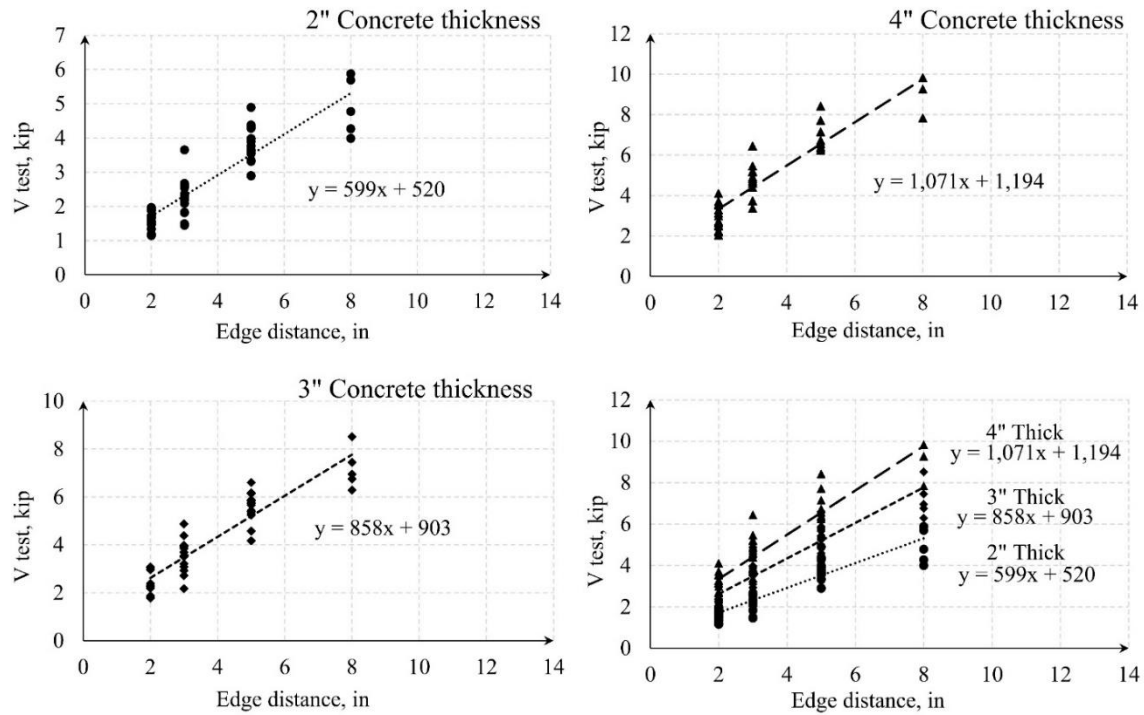 2" Concrete thickness
7
6
5
4
3
2
1
0
V test, kip
y = 599x + 520
0 2 4 6 8 10 12 14
Edge distance, in
4" Concrete thickness
12
10
8
6
4
2
0
V test, kip
y = 1,071x + 1,194
0 2 4 6 8 10 12 14
Edge distance, in
3" Concrete thickness
10
8
6
4
2
0
V test, kip
y = 858x + 903
0 2 4 6 8 10 12 14
Edge distance, in
12
10
8
6
4
2
0
V test, kip
4" Thick
y = 1,071x + 1,194
3" Thick
y = 858x + 903
2" Thick
y = 599x + 520
0 2 4 6 8 10 12 14
Edge distance, in